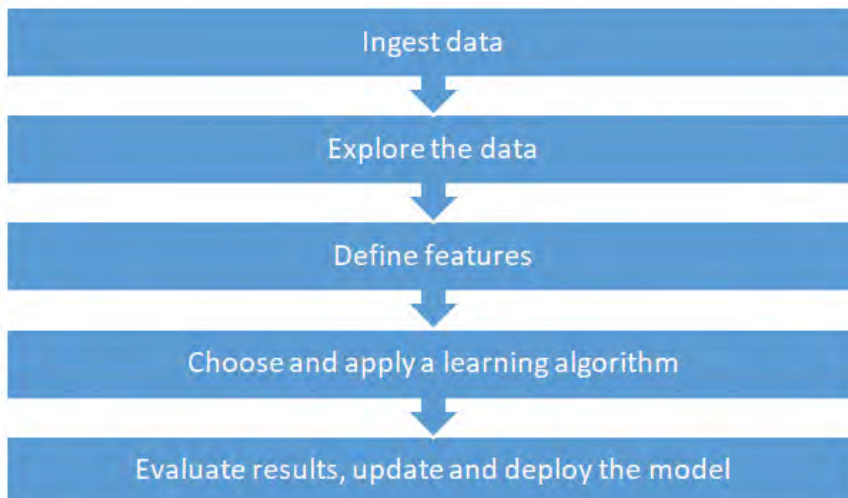 Ingest data
Explore the data
Define features
Choose and apply a learning algorithm
Evaluate results, update and deploy the model